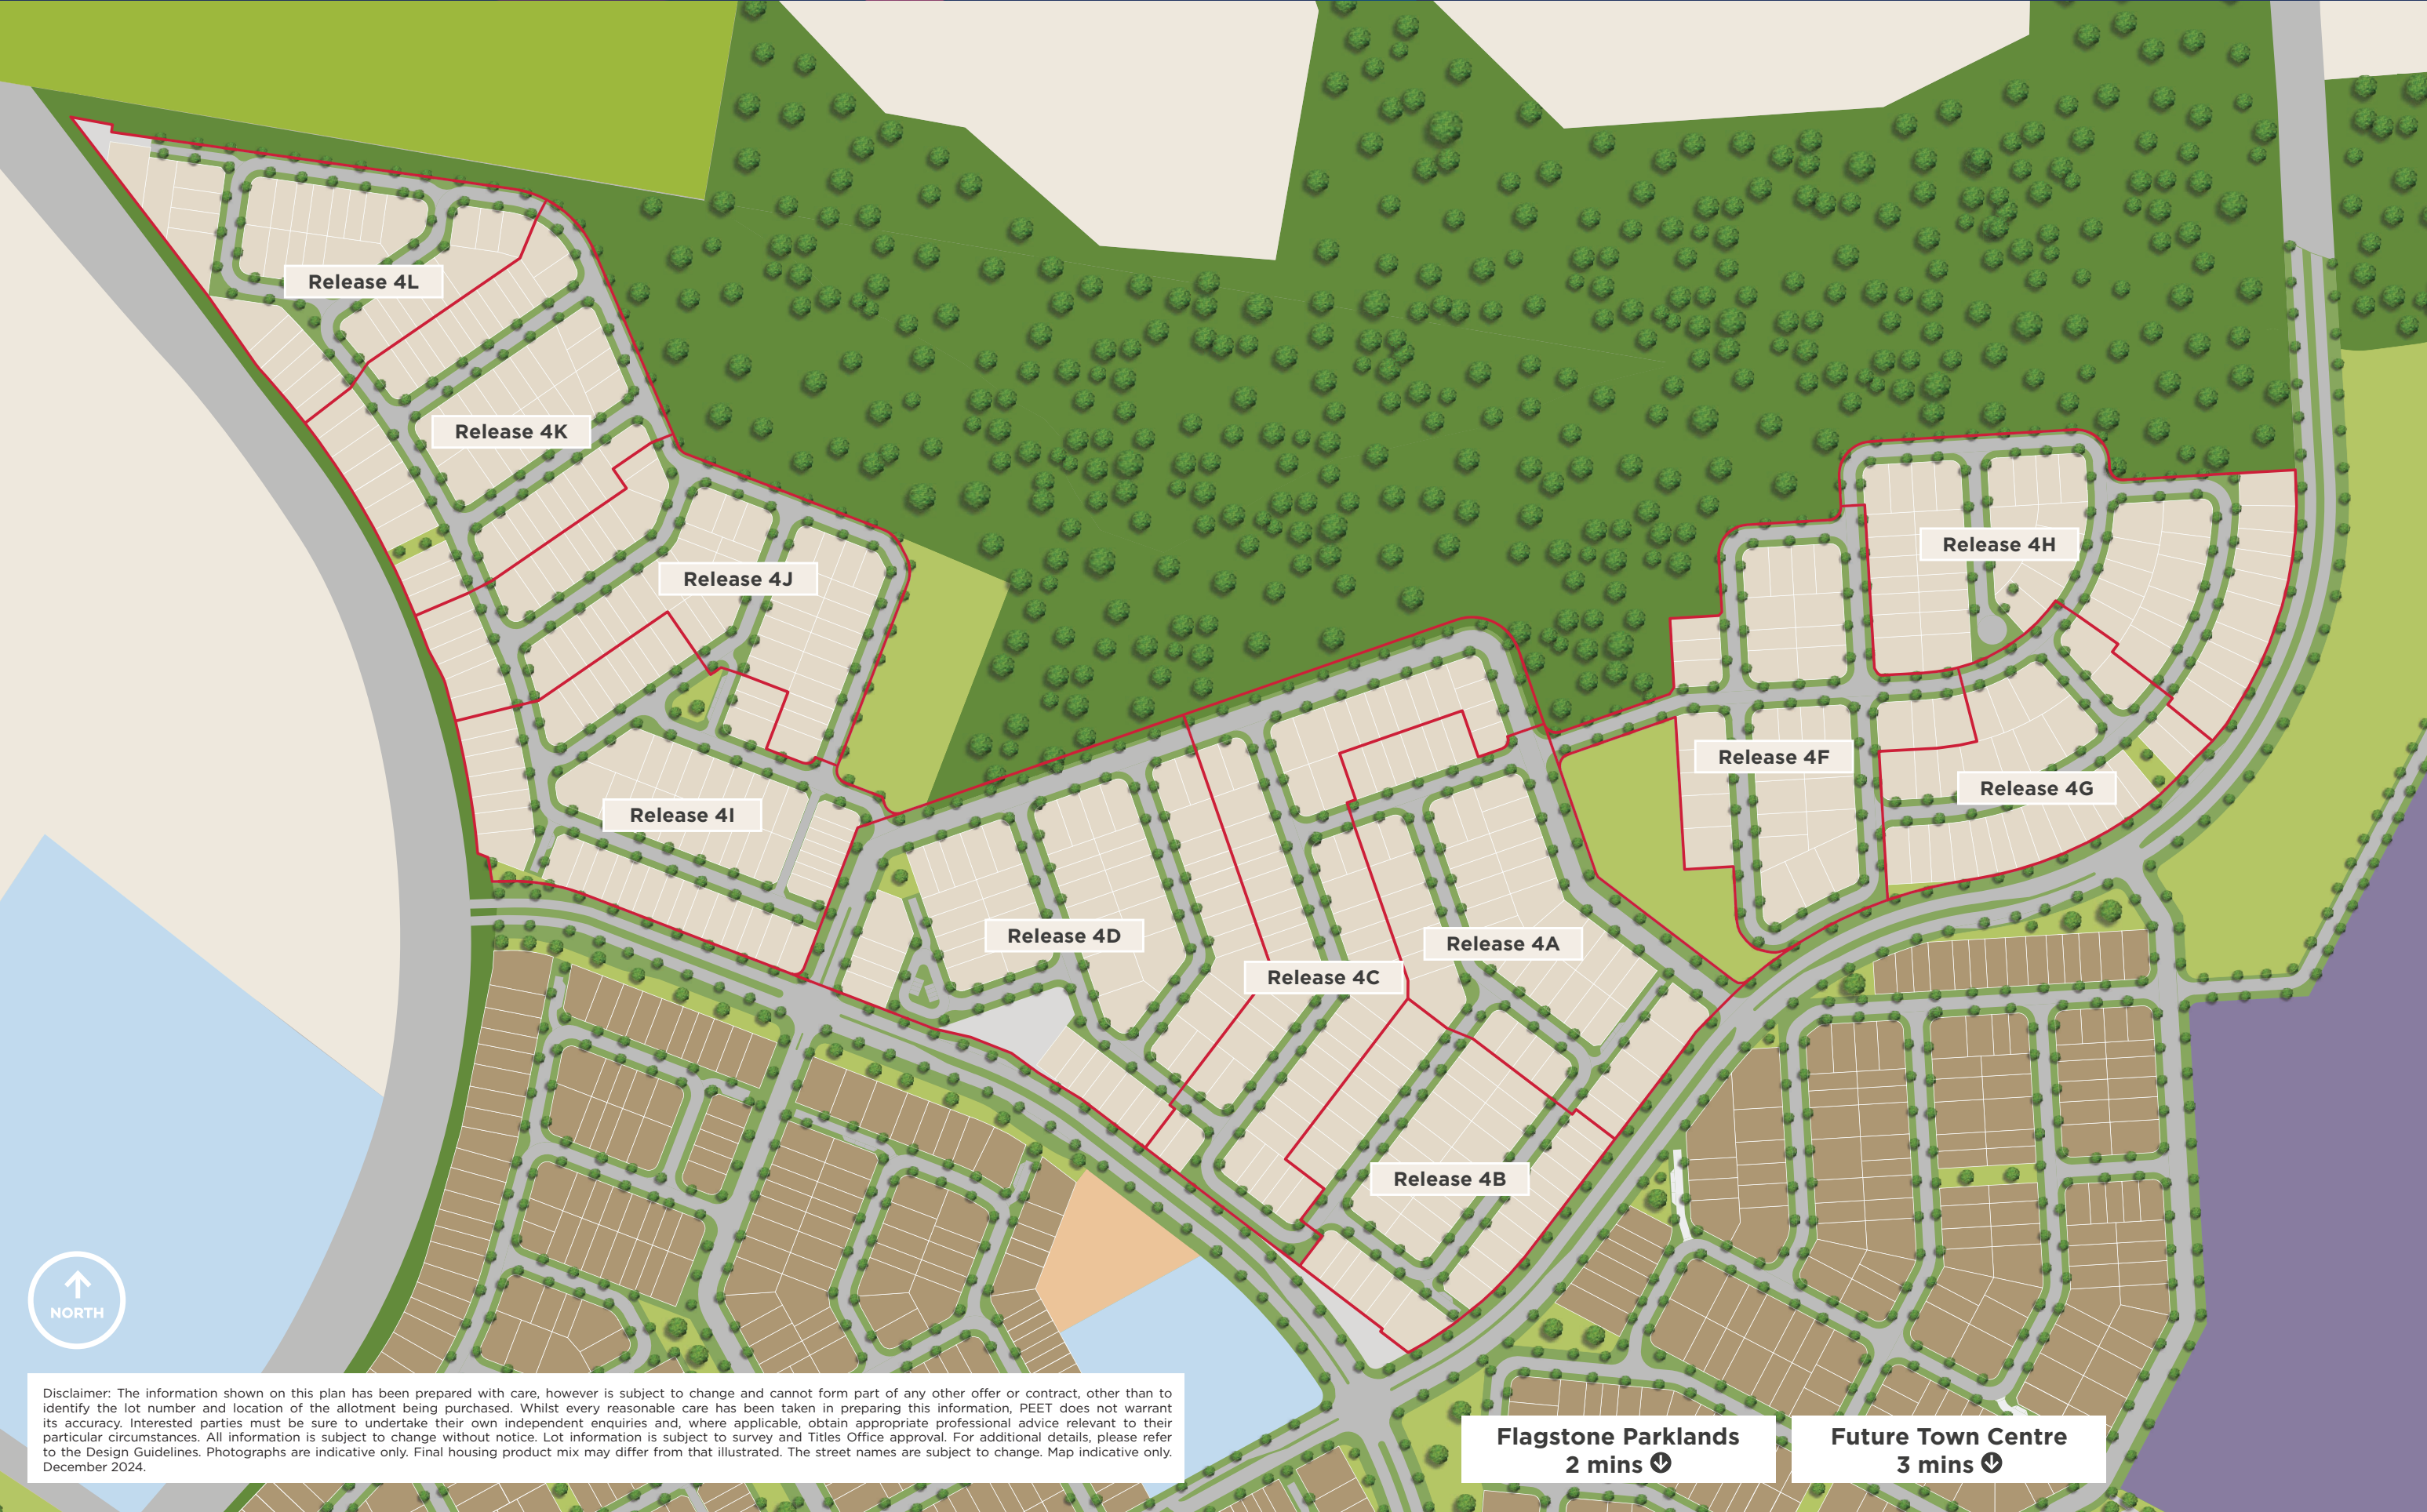 Release 4L
Release 4K
Release 4H
Release 4J
Release 4F
Release 4G
Release 4I
Release 4D
Release 4A
Release 4C
Release 4B
NORTH
Disclaimer: The information shown on this plan has been prepared with care, however is subject to change and cannot form part of any other offer or contract, other than to
identify the lot number and location of the allotment being purchased. Whilst every reasonable care has been taken in preparing this information, PEET does not warrant
its accuracy. Interested parties must be sure to undertake their own independent enquiries and, where applicable, obtain appropriate professional advice relevant to their
particular circumstances. All information is subject to change without notice. Lot information is subject to survey and Titles Office approval. For additional details, please refer
to the Design Guidelines. Photographs are indicative only. Final housing product mix may differ from that illustrated. The street names are subject to change. Map indicative only.
December 2024.
Flagstone Parklands
2 mins
Future Town Centre
3 mins